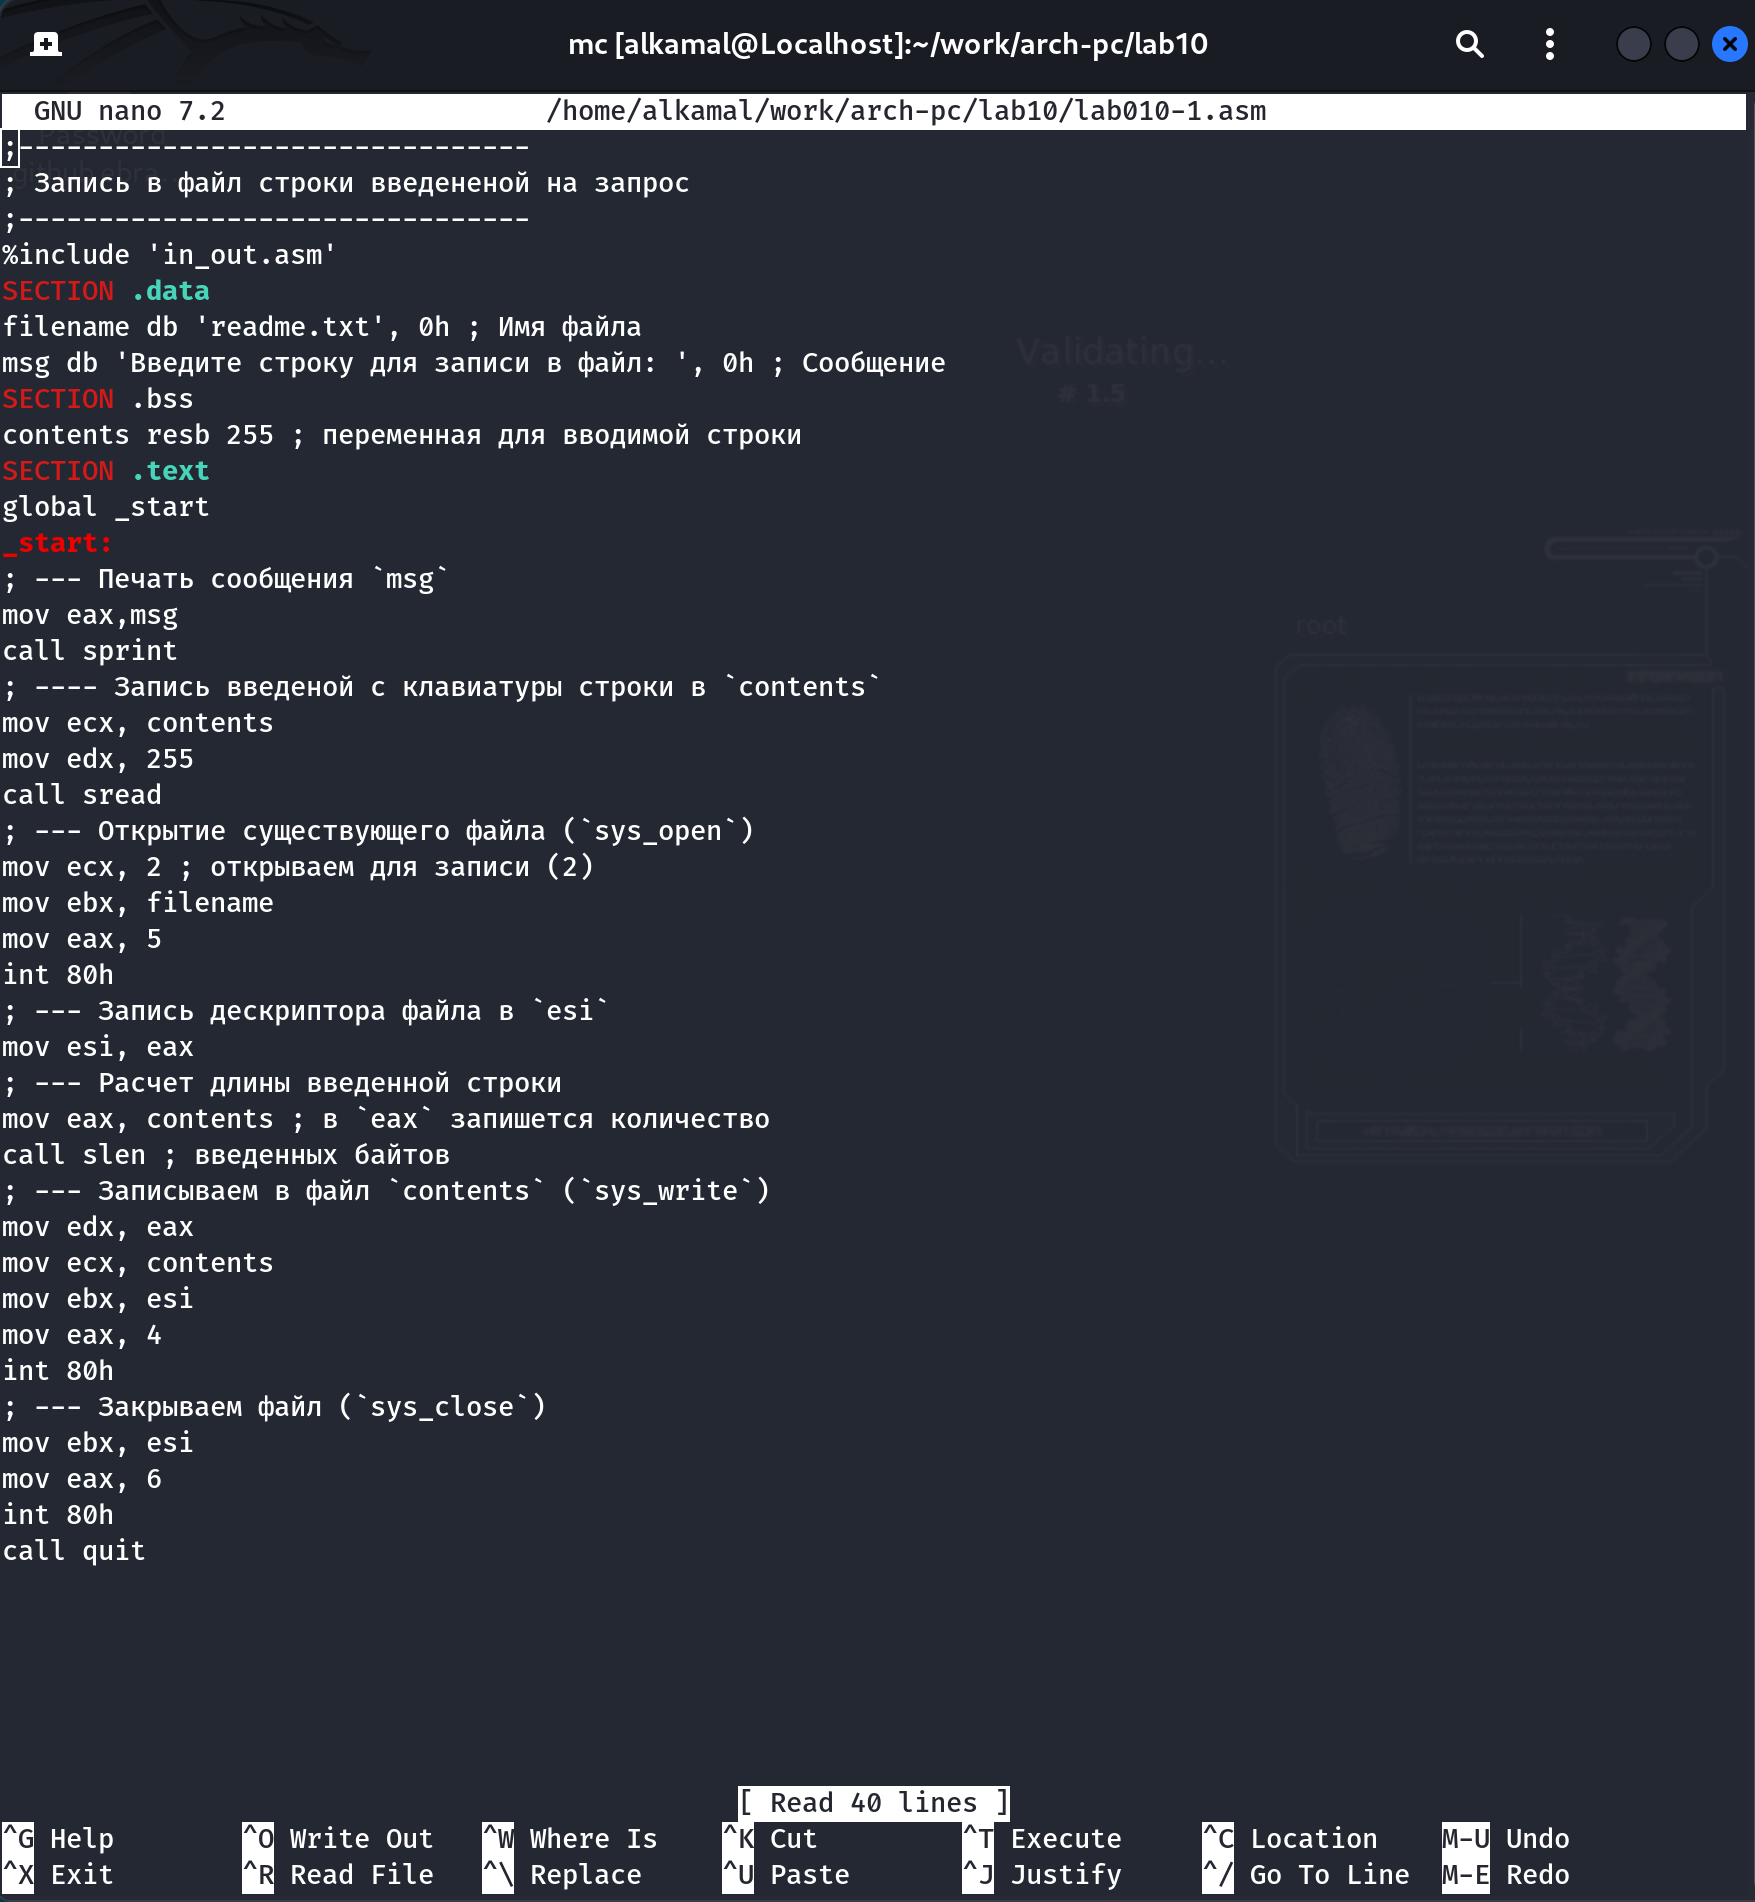 mc [alkamal@Localhost]:~/work/arch-pc/lab10
GNU nano 7.2 /home/alkamal/work/arch-pc/lab10/lab010-1.asm
;--------------------------------
; Запись в файл строки введененой на запрос
;--------------------------------
%include 'in_out.asm'
SECTION .data
filename db 'readme.txt', 0h ; Имя файла
msg db 'Введите строку для записи в файл: ', 0h ; Сообщение
SECTION .bss
contents resb 255 ; переменная для вводимой строки
SECTION .text
global _start
_start:
; --- Печать сообщения `msg`
mov eax,msg
call sprint
; ---- Запись введеной с клавиатуры строки в `contents`
mov ecx, contents
mov edx, 255
call sread
; --- Открытие существующего файла (`sys_open`)
mov ecx, 2 ; открываем для записи (2)
mov ebx, filename
mov eax, 5
int 80h
; --- Запись дескриптора файла в `esi`
mov esi, eax
; --- Расчет длины введенной строки
mov eax, contents ; в `eax` запишется количество
call slen ; введенных байтов
; --- Записываем в файл `contents` (`sys_write`)
mov edx, eax
mov ecx, contents
mov ebx, esi
mov eax, 4
int 80h
; --- Закрываем файл (`sys_close`)
mov ebx, esi
mov eax, 6
int 80h
call quit
Validating...
# 1.5
root
[ Read 40 lines ]
^G Help ^O Write Out ^W Where Is ^K Cut ^T Execute ^C Location M-U Undo
^X Exit ^R Read File ^\ Replace ^U Paste ^J Justify ^/ Go To Line M-E Redo